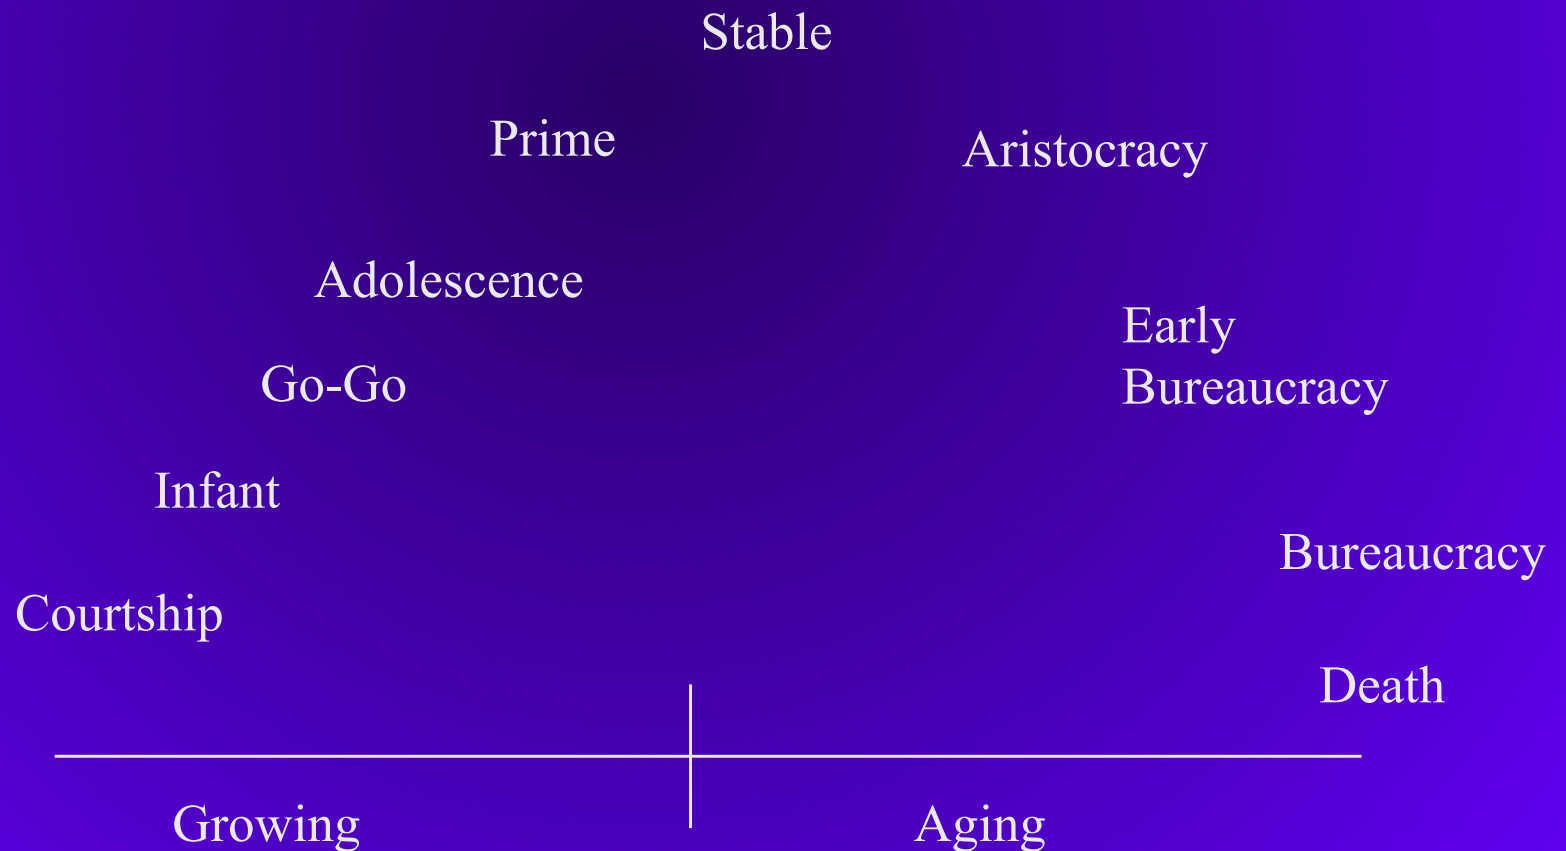 Stable
Prime
Aristocracy
Adolescence
Early
Bureaucracy
Go-Go
Infant
Bureaucracy
Courtship
Death
Growing
Aging